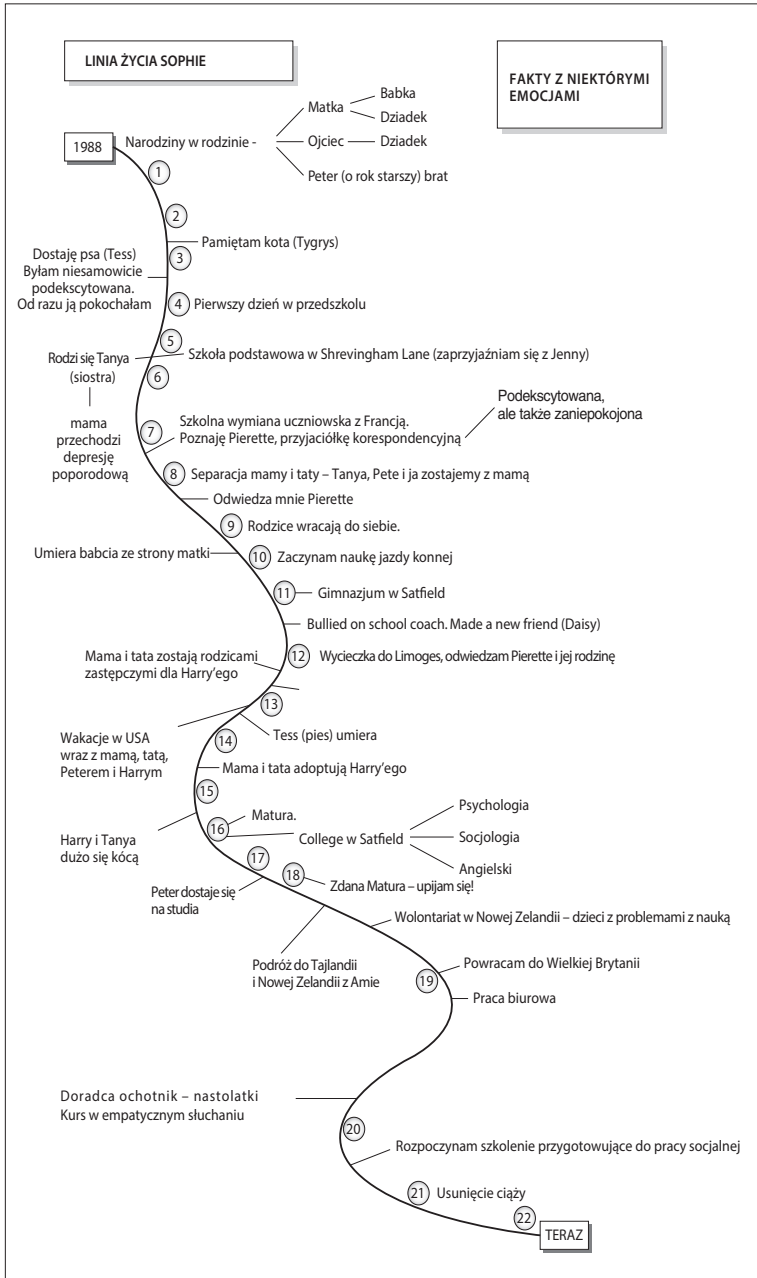 LINIA ŻYCIA SOPHIE
FAKTY Z NIEKTÓRYMI
EMOCJAMI
1988
Narodziny w rodzinie -
Matka
Babka
Dziadek
Ojciec
Dziadek
Peter (o rok starszy) brat
1
2
Pamiętam kota (Tygrys)
3
Dostaję psa (Tess)
Byłam niesamowicie
podekscytowana.
Od razu ją pokochałam
4
Pierwszy dzień w przedszkolu
5
Szkoła podstawowa w Shrevingham Lane (zaprzyjaźniam się z Jenny)
Rodzi się Tanya
(siostra)
6
mama
przechodzi
depresję
poporodową
Podekscytowana,
ale także zaniepokojona
7
Szkolna wymiana uczniowska z Francją.
Poznaję Pierette, przyjaciółkę korespondencyjną
8
Separacja mamy i taty – Tanya, Pete i ja zostajemy z mamą
Odwiedza mnie Pierette
9
Rodzice wracają do siebie.
Umiera babcia ze strony matki
10
Zaczynam naukę jazdy konnej
11
Gimnazjum w Satfield
Bullied on school coach. Made a new friend (Daisy)
12
Wycieczka do Limoges, odwiedzam Pierette i jej rodzinę
Mama i tata zostają rodzicami
zastępczymi dla Harry’ego
13
Wakacje w USA
wraz z mamą, tatą,
Peterem i Harrym
Tess (pies) umiera
14
Mama i tata adoptują Harry’ego
15
Harry i Tanya
dużo się kócą
16
Matura.
College w Satfield
Psychologia
Socjologia
Angielski
17
Peter dostaje się
na studia
18
Zdana Matura – upijam się!
Wolontariat w Nowej Zelandii – dzieci z problemami z nauką
Podróż do Tajlandii
i Nowej Zelandii z Amie
19
Powracam do Wielkiej Brytanii
Praca biurowa
Doradca ochotnik – nastolatki
Kurs w empatycznym słuchaniu
20
Rozpoczynam szkolenie przygotowujące do pracy socjalnej
21
Usunięcie ciąży
22
TERAZ